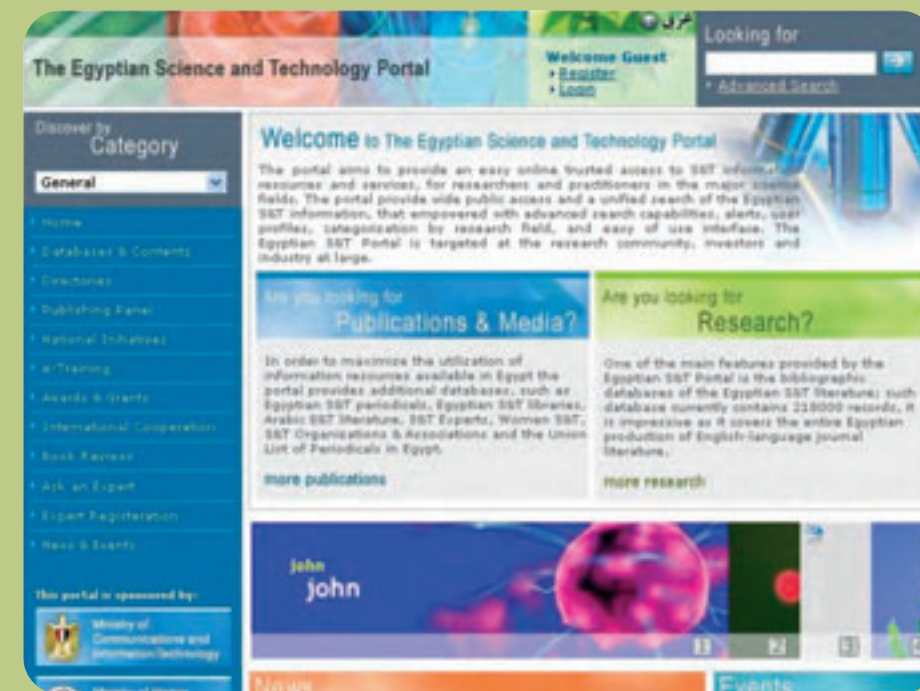 عربي
The Egyptian Science and Technology Portal
Welcome Guest
Register
Login
Looking for
Advanced Search
Discover by
Category
General
Home
Databases & Contents
Directories
Publishing Panel
National Initiatives
e-Training
Awards & Grants
International Cooperation
Book Reviews
Ask an Expert
Expert Registeration
News & Events
This portal is sponsored by:
Ministry of
Communications and
Information Technology
Welcome to The Egyptian Science and Technology Portal
The portal aims to provide an easy online trusted access to S&T information
resources and services, for researchers and practitioners in the major science
fields. The portal provide wide public access and a unified search of the Egyptian
S&T information, that empowered with advanced search capabilities, alerts, user
profiles, categorization by research field, and easy of use interface. The
Egyptian S&T Portal is targeted at the research community, investors and
industry at large.
Are you looking for
Publications & Media?
In order to maximize the utilization of
information resources available in Egypt the
portal provides additional databases, such as
Egyptian S&T periodicals, Egyptian S&T libraries,
Arabic S&T literature, S&T Experts, Women S&T,
S&T Organizations & Associations and the Union
List of Periodicals in Egypt.
more publications
Are you looking for
Research?
One of the main features provided by the
Egyptian S&T Portal is the bibliographic
databases of the Egyptian S&T literature; such
database currently contains 218000 records, it
is impressive as it covers the entire Egyptian
production of English-language journal
literature.
more research
john
john
1 2 3 4
News
Events